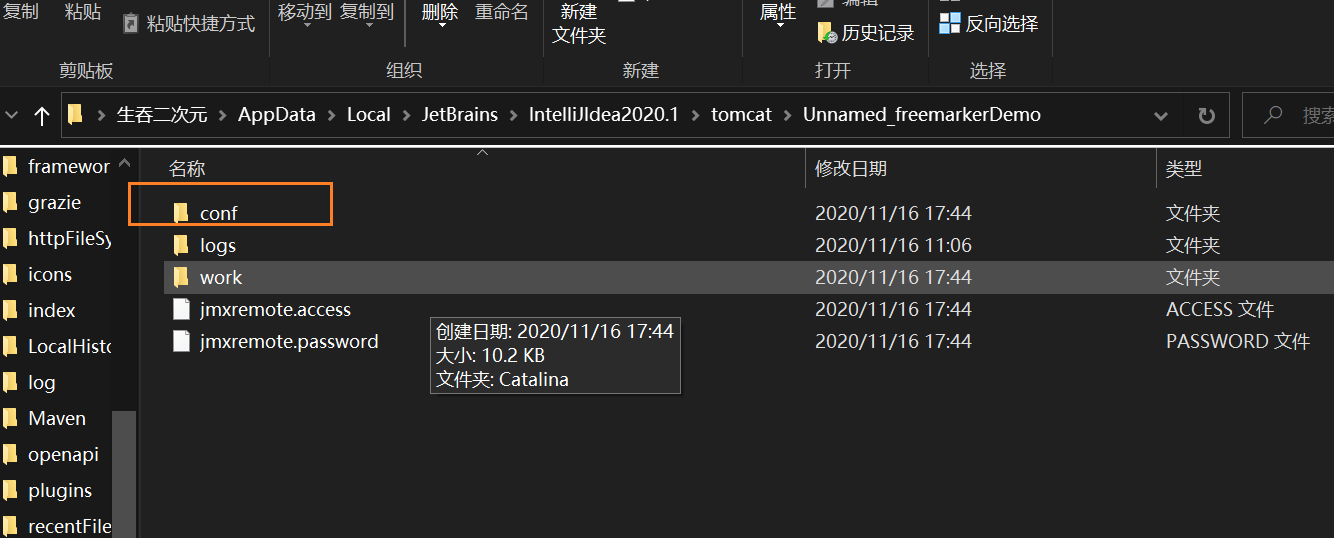 复制
粘贴
粘贴快捷方式
移动到
复制到
删除
重命名
新建
文件夹
属性
编辑
历史记录
反向选择
剪贴板
组织
新建
打开
选择
生吞二次元
AppData
Local
JetBrains
IntelliJIdea2020.1
tomcat
Unnamed_freemarkerDemo
搜索
framewor
grazie
httpFileSy
icons
index
LocalHisto
log
Maven
openapi
plugins
recentFile
名称 修改日期 类型
conf 2020/11/16 17:44 文件夹
logs 2020/11/16 11:06 文件夹
work 2020/11/16 17:44 文件夹
jmxremote.access 2020/11/16 17:44 ACCESS 文件
jmxremote.password 2020/11/16 17:44 PASSWORD 文件
创建日期: 2020/11/16 17:44
大小: 10.2 KB
文件夹: Catalina